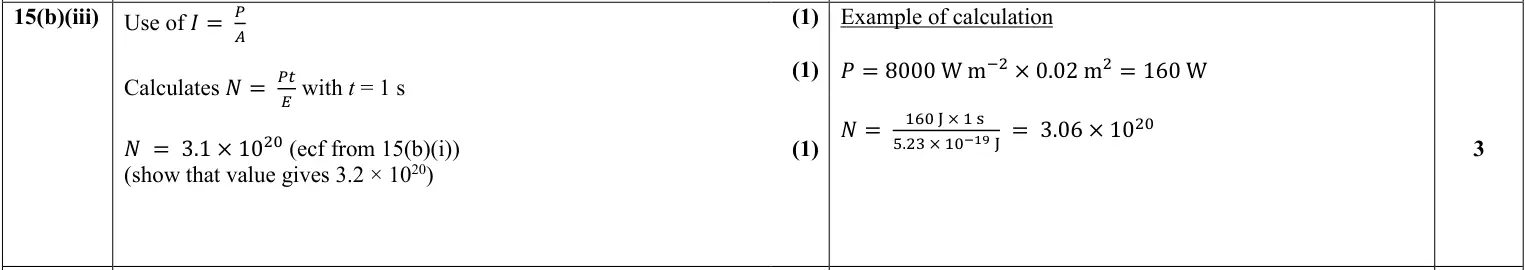 15(b)(iii)
Use of I = P/A (1)
Calculates N = Pt/E with t = 1 s (1)
N = 3.1 × 10²⁰ (ecf from 15(b)(i)) (1)
(show that value gives 3.2 × 10²⁰)
Example of calculation
P = 8000 W m⁻² × 0.02 m² = 160 W
N = 160 J × 1 s / 5.23 × 10⁻¹⁹ J = 3.06 × 10²⁰
3